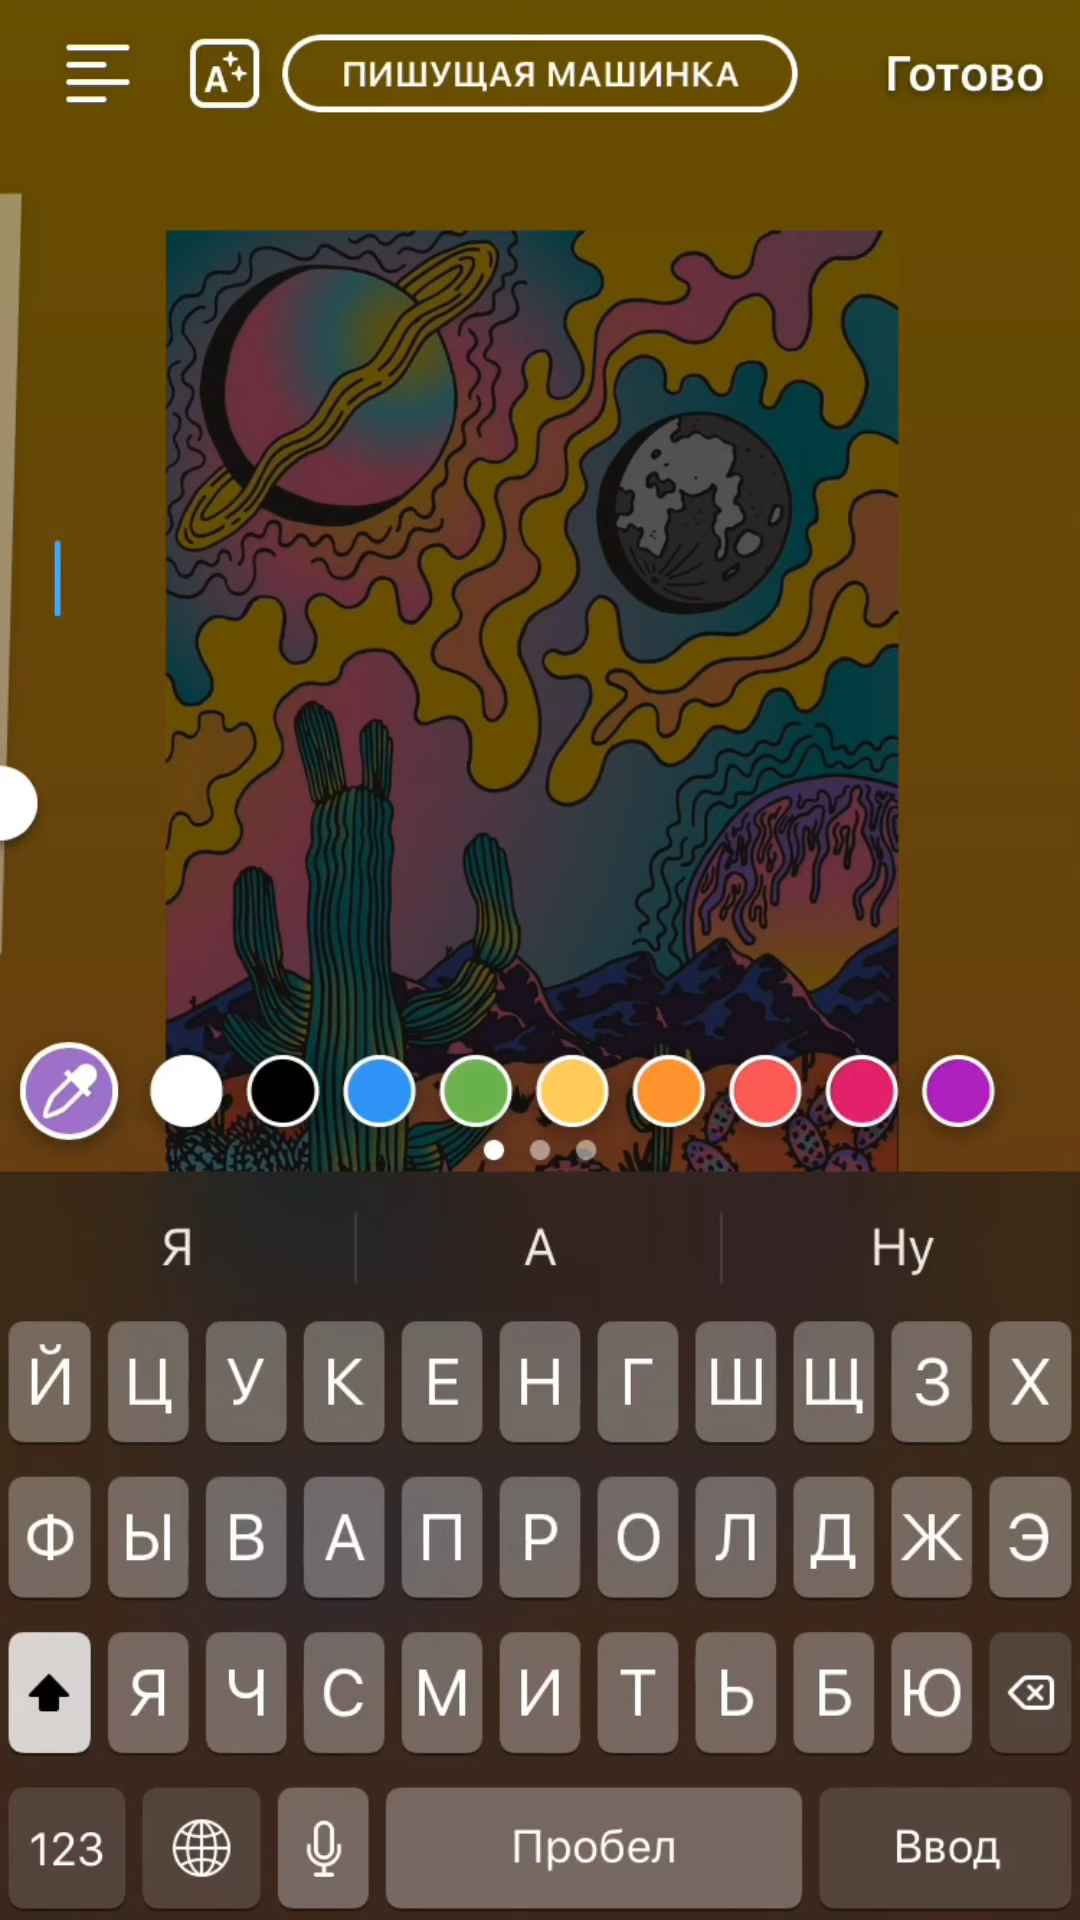 A ПИШУЩАЯ МАШИНКА Готово
Я А Ну
Й Ц У К Е Н Г Ш Щ З Х
Ф Ы В А П Р О Л Д Ж Э
Я Ч С М И Т Ь Б Ю
123 Пробел Ввод